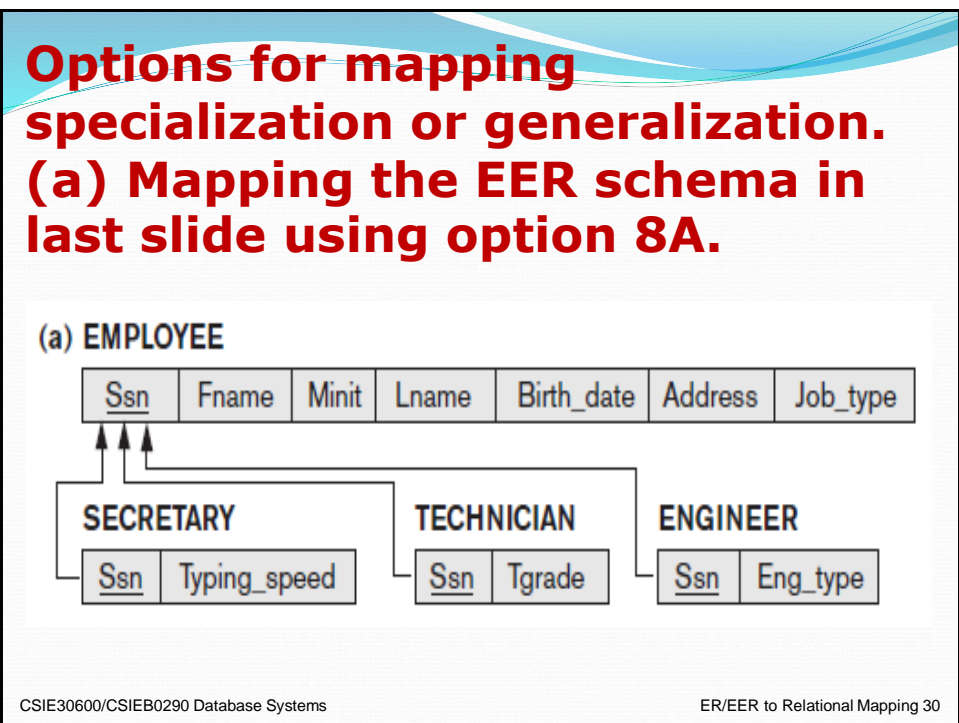 Options for mapping
specialization or generalization.
(a) Mapping the EER schema in
last slide using option 8A.
(a) EMPLOYEE
Ssn Fname Minit Lname Birth_date Address Job_type
SECRETARY TECHNICIAN ENGINEER
Ssn Typing_speed Ssn Tgrade Ssn Eng_type
CSIE30600/CSIEB0290 Database Systems ER/EER to Relational Mapping 30